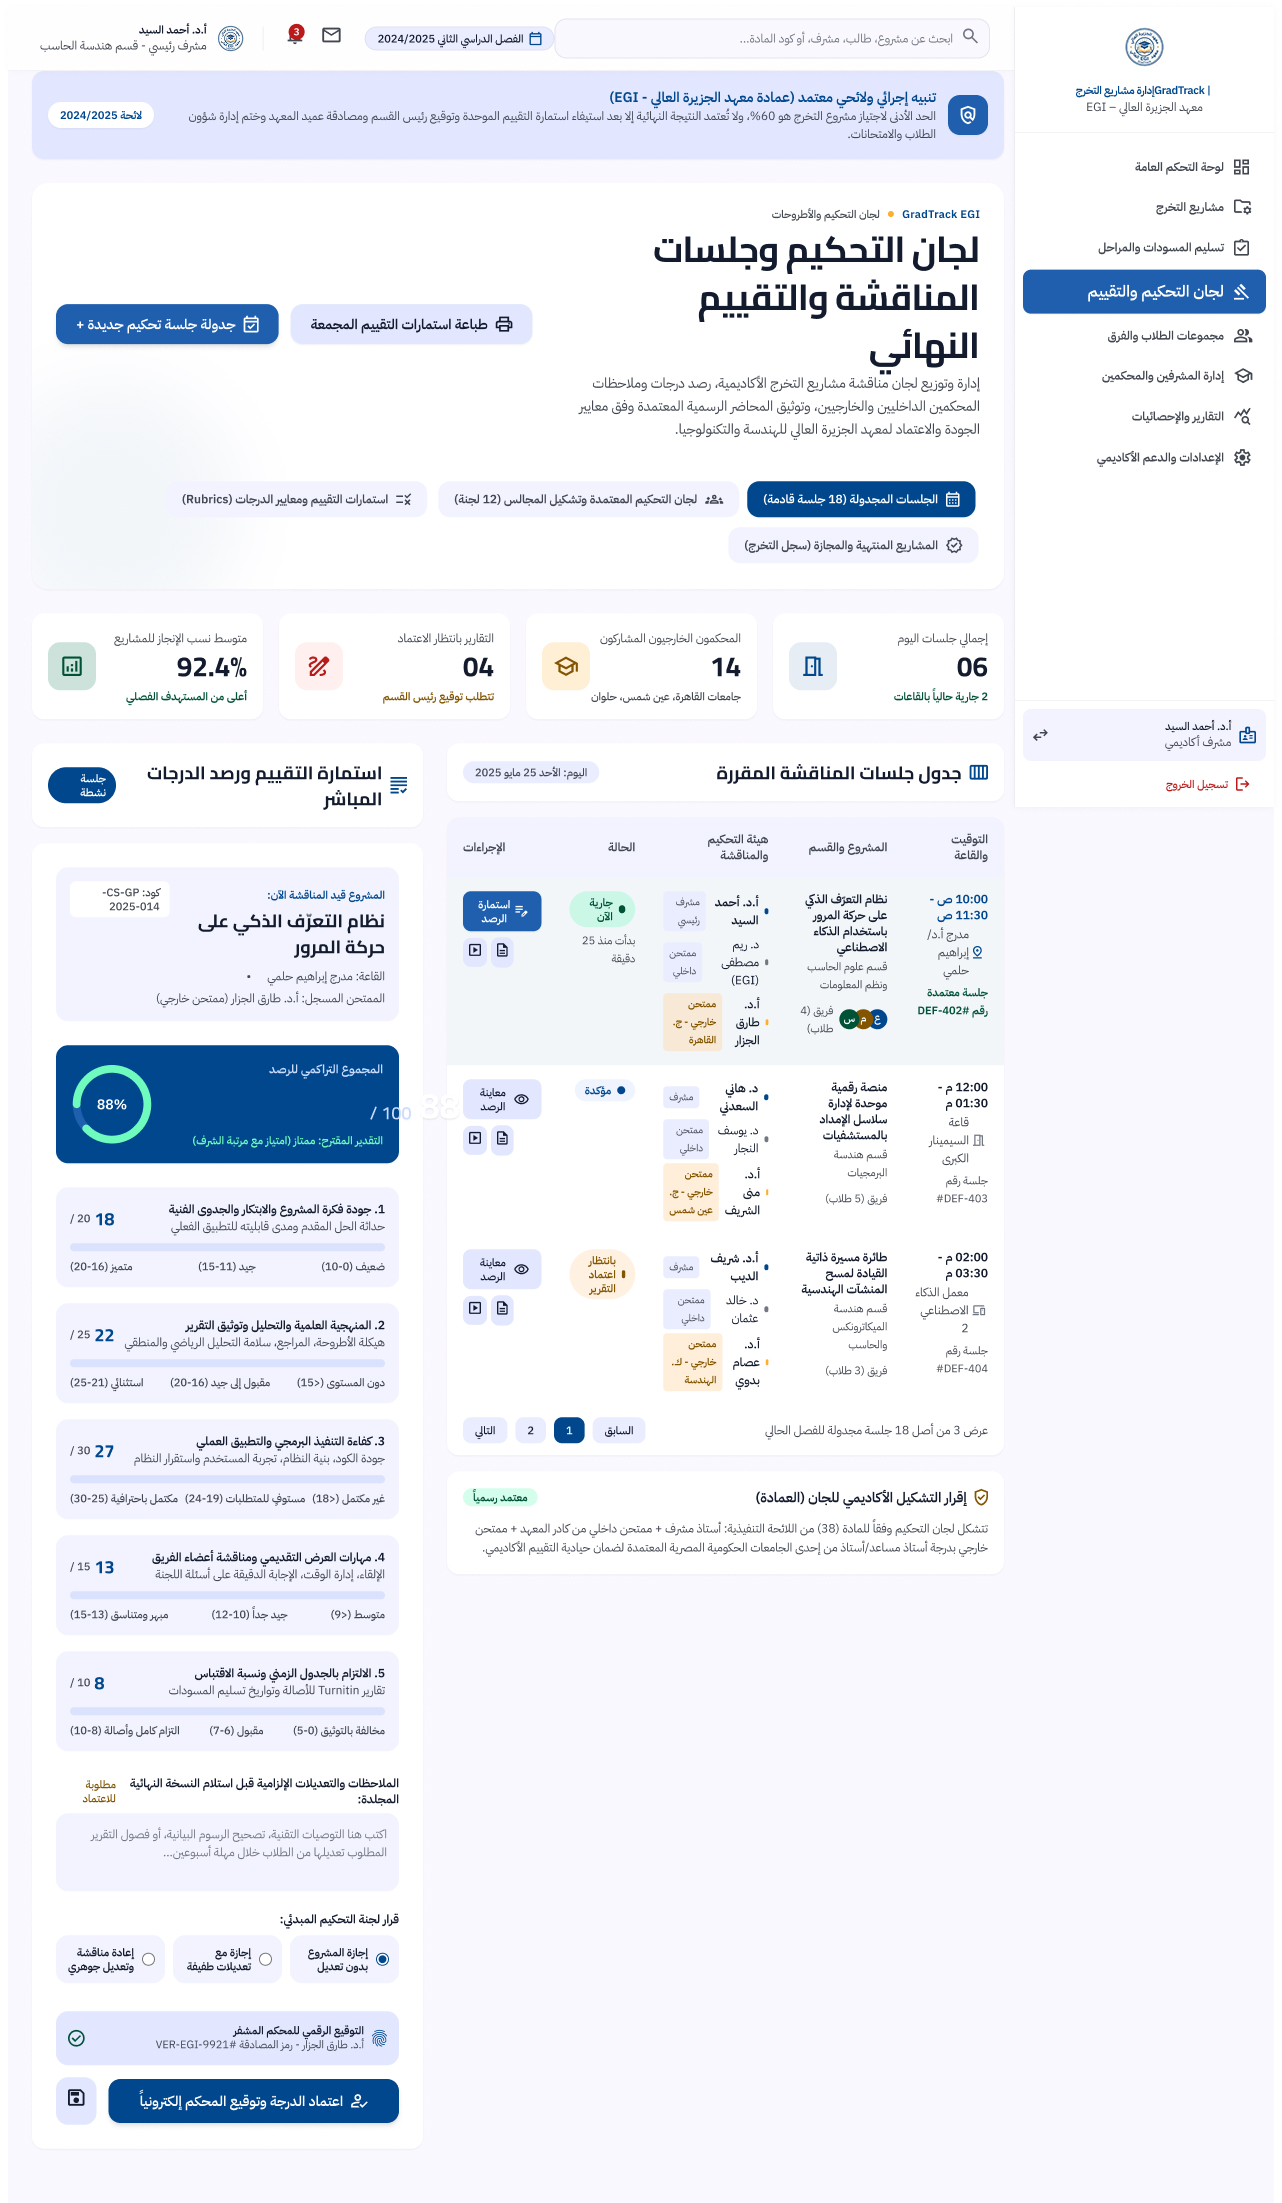 GradTrack | إدارة مشاريع التخرج
معهد الجزيرة العالي – EGI
لوحة التحكم العامة
مشاريع التخرج
تسليم المسودات والمراحل
لجان التحكيم والتقييم
مجموعات الطلاب والفرق
إدارة المشرفين والمحكمين
التقارير والإحصائيات
الإعدادات والدعم الأكاديمي
أ.د. أحمد السيد
مشرف أكاديمي
تسجيل الخروج
ابحث عن مشروع، طالب، مشرف، أو كود المادة...
الفصل الدراسي الثاني 2024/2025
3
أ.د. أحمد السيد
مشرف رئيسي - قسم هندسة الحاسب
تنبيه إجرائي ولائحي معتمد (عمادة معهد الجزيرة العالي - EGI)
الحد الأدنى لاجتياز مشروع التخرج هو 60%، ولا تُعتمد النتيجة النهائية إلا بعد استيفاء استمارة التقييم الموحدة وتوقيع رئيس القسم ومصادقة عميد المعهد وختم إدارة شؤون
الطلاب والامتحانات.
لائحة 2024/2025
GradTrack EGI
لجان التحكيم والأطروحات
لجان التحكيم وجلسات
المناقشة والتقييم
النهائي
إدارة وتوزيع لجان مناقشة مشاريع التخرج الأكاديمية، رصد درجات وملاحظات
المحكمين الداخليين والخارجيين، وتوثيق المحاضر الرسمية المعتمدة وفق معايير
الجودة والاعتماد لمعهد الجزيرة العالي للهندسة والتكنولوجيا.
طباعة استمارات التقييم المجمعة
جدولة جلسة تحكيم جديدة +
الجلسات المجدولة (18 جلسة قادمة)
لجان التحكيم المعتمدة وتشكيل المجالس (12 لجنة)
استمارات التقييم ومعايير الدرجات (Rubrics)
المشاريع المنتهية والمجازة (سجل التخرج)
إجمالي جلسات اليوم
06
2 جارية حالياً بالقاعات
المحكمون الخارجيون المشاركون
14
جامعات القاهرة، عين شمس، حلوان
التقارير بانتظار الاعتماد
04
تتطلب توقيع رئيس القسم
متوسط نسب الإنجاز للمشاريع
92.4%
أعلى من المستهدف الفصلي
جدول جلسات المناقشة المقررة
اليوم: الأحد 25 مايو 2025
التوقيت
والقاعة
المشروع والقسم
هيئة التحكيم
والمناقشة
الحالة
الإجراءات
10:00 ص -
11:30 ص
مدرج أ.د/
إبراهيم
حلمي
جلسة معتمدة
رقم #DEF-402
نظام التعرّف الذكي
على حركة المرور
باستخدام الذكاء
الاصطناعي
قسم علوم الحاسب
ونظم المعلومات
ع
م
س
فريق (4
طلاب)
أ.د. أحمد
السيد
مشرف
رئيسي
د. ريم
مصطفى
(EGI)
ممتحن
داخلي
أ.د.
طارق
الجزار
ممتحن
خارجي - ج.
القاهرة
جارية
الآن
بدأت منذ 25
دقيقة
استمارة
الرصد
12:00 م -
01:30 م
قاعة
السيمينار
الكبرى
جلسة رقم
#DEF-403
منصة رقمية
موحدة لإدارة
سلاسل الإمداد
بالمستشفيات
قسم هندسة
البرمجيات
فريق (5 طلاب)
د. هاني
السعدني
مشرف
د. يوسف
النجار
ممتحن
داخلي
أ.د.
منى
الشريف
ممتحن
خارجي - ج.
عين شمس
مؤكدة
معاينة
الرصد
02:00 م -
03:30 م
معمل الذكاء
الاصطناعي
2
جلسة رقم
#DEF-404
طائرة مسيرة ذاتية
القيادة لمسح
المنشآت الهندسية
قسم هندسة
الميكاترونكس
والحاسب
فريق (3 طلاب)
أ.د. شريف
الديب
مشرف
د. خالد
عثمان
ممتحن
داخلي
أ.د.
عصام
بدوي
ممتحن
خارجي - ك.
الهندسة
بانتظار
اعتماد
التقرير
معاينة
الرصد
عرض 3 من أصل 18 جلسة مجدولة للفصل الحالي
السابق
1
2
التالي
إقرار التشكيل الأكاديمي للجان (العمادة)
معتمد رسمياً
تتشكل لجان التحكيم وفقاً للمادة (38) من اللائحة التنفيذية: أستاذ مشرف + ممتحن داخلي من كادر المعهد + ممتحن
خارجي بدرجة أستاذ مساعد/أستاذ من إحدى الجامعات الحكومية المصرية المعتمدة لضمان حيادية التقييم الأكاديمي.
استمارة التقييم ورصد الدرجات
المباشر
جلسة
نشطة
المشروع قيد المناقشة الآن:
كود: CS-GP-
2025-014
نظام التعرّف الذكي على
حركة المرور
القاعة: مدرج إبراهيم حلمي •
الممتحن المسجل: أ.د. طارق الجزار (ممتحن خارجي)
المجموع التراكمي للرصد
88 / 100
التقدير المقترح: ممتاز (امتياز مع مرتبة الشرف)
88%
1. جودة فكرة المشروع والابتكار والجدوى الفنية
حداثة الحل المقدم ومدى قابليته للتطبيق الفعلي
18 / 20
ضعيف (0-10)
جيد (11-15)
متميز (16-20)
2. المنهجية العلمية والتحليل وتوثيق التقرير
هيكلة الأطروحة، المراجع، سلامة التحليل الرياضي والمنطقي
22 / 25
دون المستوى (<15)
مقبول إلى جيد (16-20)
استثنائي (21-25)
3. كفاءة التنفيذ البرمجي والتطبيق العملي
جودة الكود، بنية النظام، تجربة المستخدم واستقرار النظام
27 / 30
غير مكتمل (<18)
مستوفٍ للمتطلبات (19-24)
مكتمل باحترافية (25-30)
4. مهارات العرض التقديمي ومناقشة أعضاء الفريق
الإلقاء، إدارة الوقت، الإجابة الدقيقة على أسئلة اللجنة
13 / 15
متوسط (<9)
جيد جداً (10-12)
مبهر ومتناسق (13-15)
5. الالتزام بالجدول الزمني ونسبة الاقتباس
تقارير Turnitin للأصالة وتواريخ تسليم المسودات
8 / 10
مخالفة بالتوثيق (0-5)
مقبول (6-7)
التزام كامل وأصالة (8-10)
الملاحظات والتعديلات الإلزامية قبل استلام النسخة النهائية
المجلدة:
مطلوبة
للاعتماد
اكتب هنا التوصيات التقنية، تصحيح الرسوم البيانية، أو فصول التقرير
المطلوب تعديلها من الطلاب خلال مهلة أسبوعين...
قرار لجنة التحكيم المبدئي:
إجازة المشروع
بدون تعديل
إجازة مع
تعديلات طفيفة
إعادة مناقشة
وتعديل جوهري
التوقيع الرقمي للمحكم المشفر
أ.د. طارق الجزار - رمز المصادقة #VER-EGI-9921
اعتماد الدرجة وتوقيع المحكم إلكترونياً